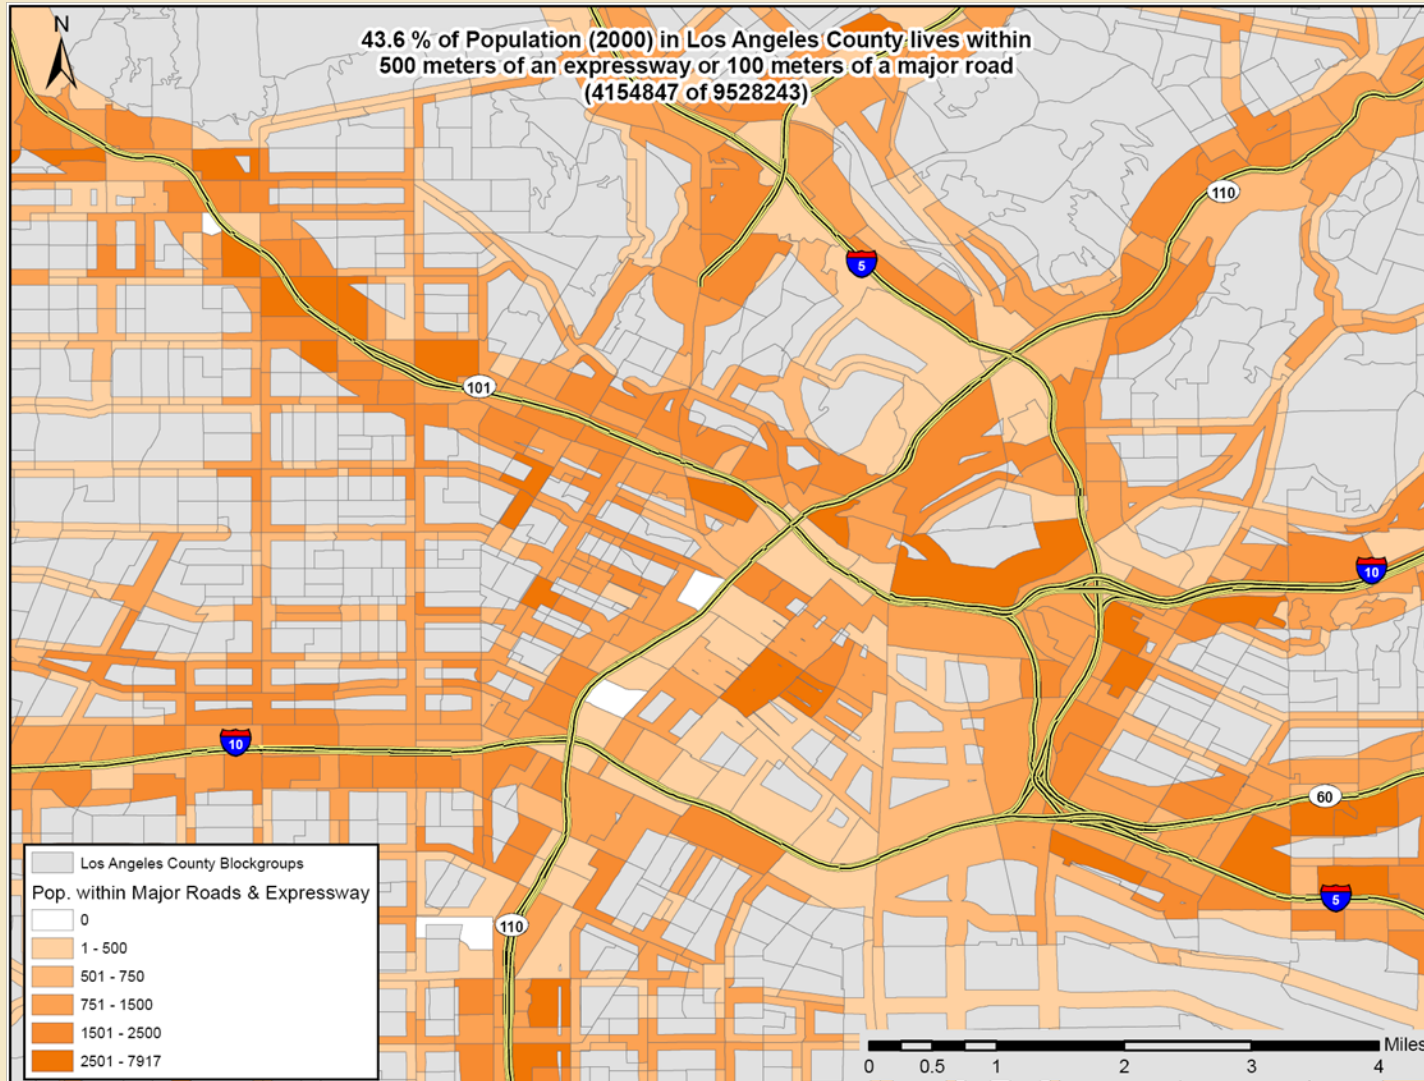 N
43.6 % of Population (2000) in Los Angeles County lives within
500 meters of an expressway or 100 meters of a major road
(4154847 of 9528243)
110
5
101
10
10
60
5
110
Los Angeles County Blockgroups
Pop. within Major Roads & Expressway
0
1 - 500
501 - 750
751 - 1500
1501 - 2500
2501 - 7917
Miles
0 0.5 1 2 3 4